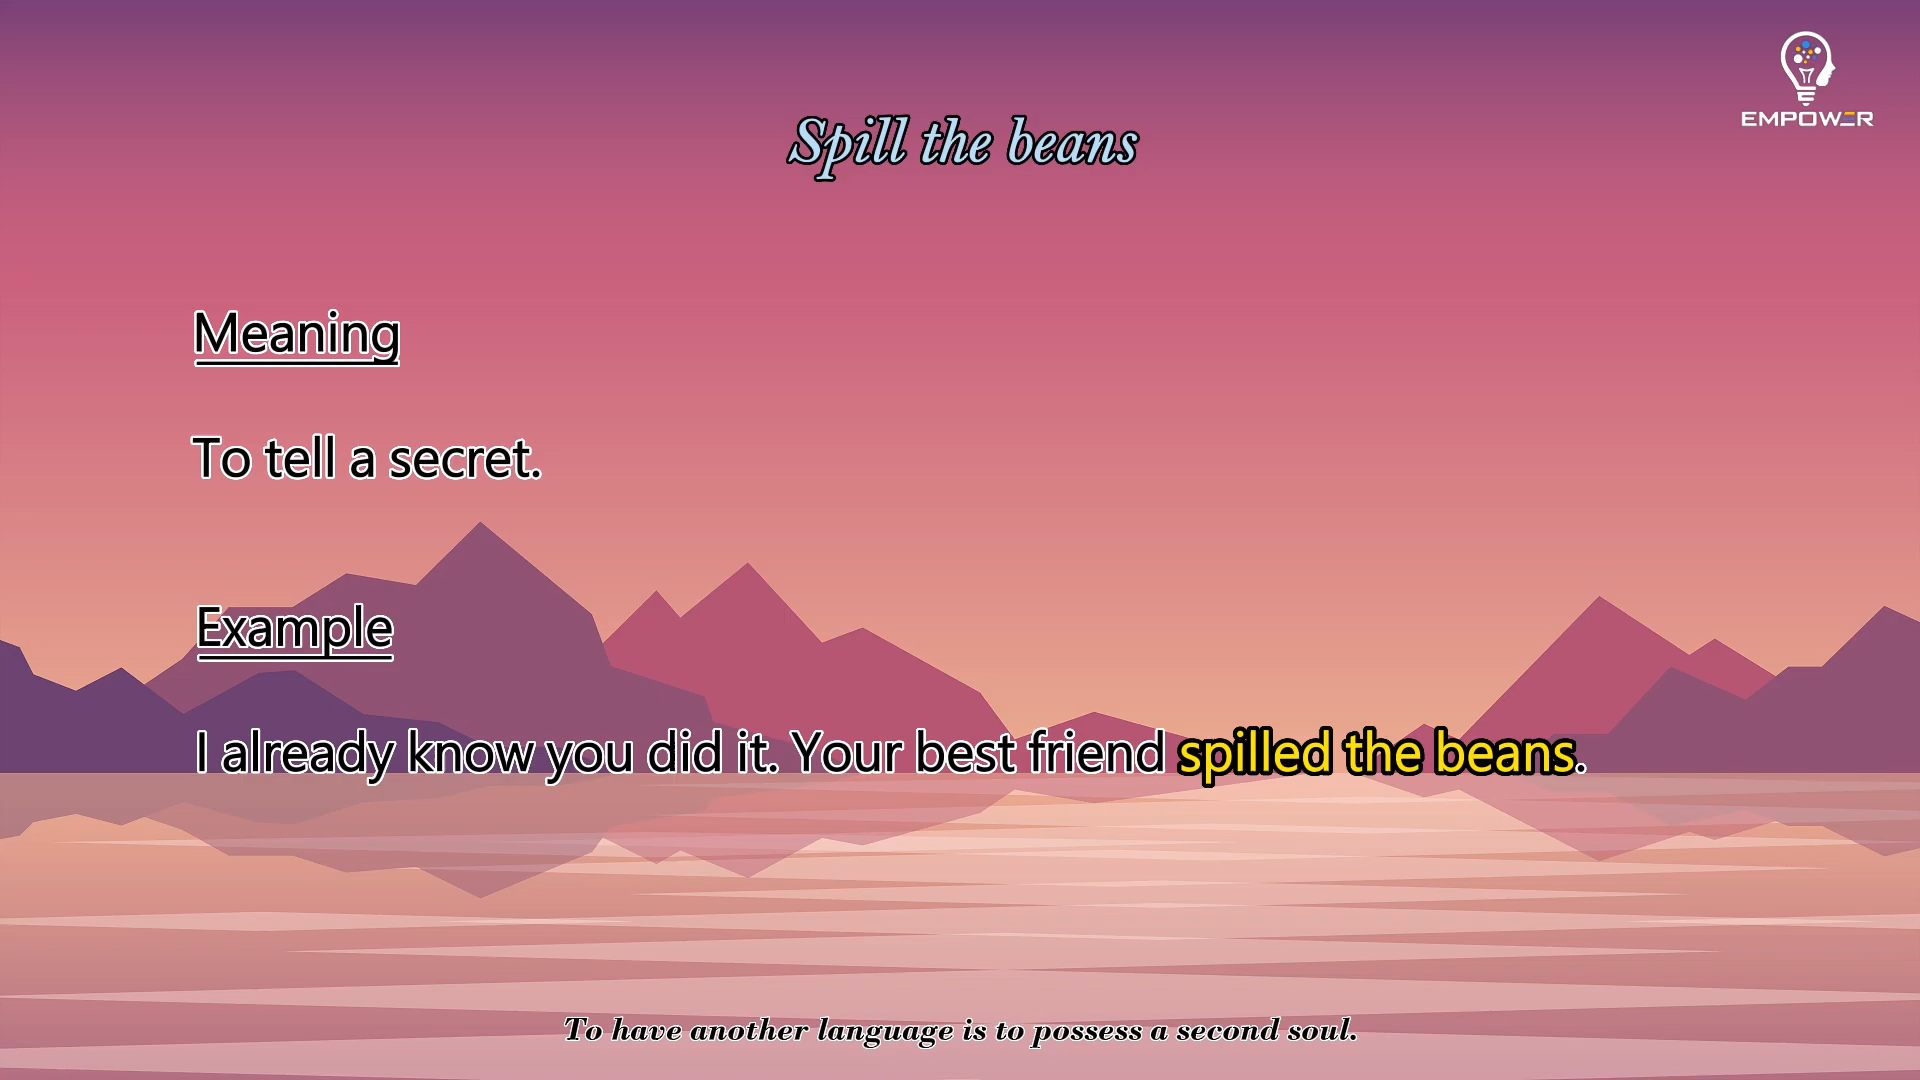 EMPOWER
Spill the beans
Meaning
To tell a secret.
Example
I already know you did it. Your best friend spilled the beans.
To have another language is to possess a second soul.